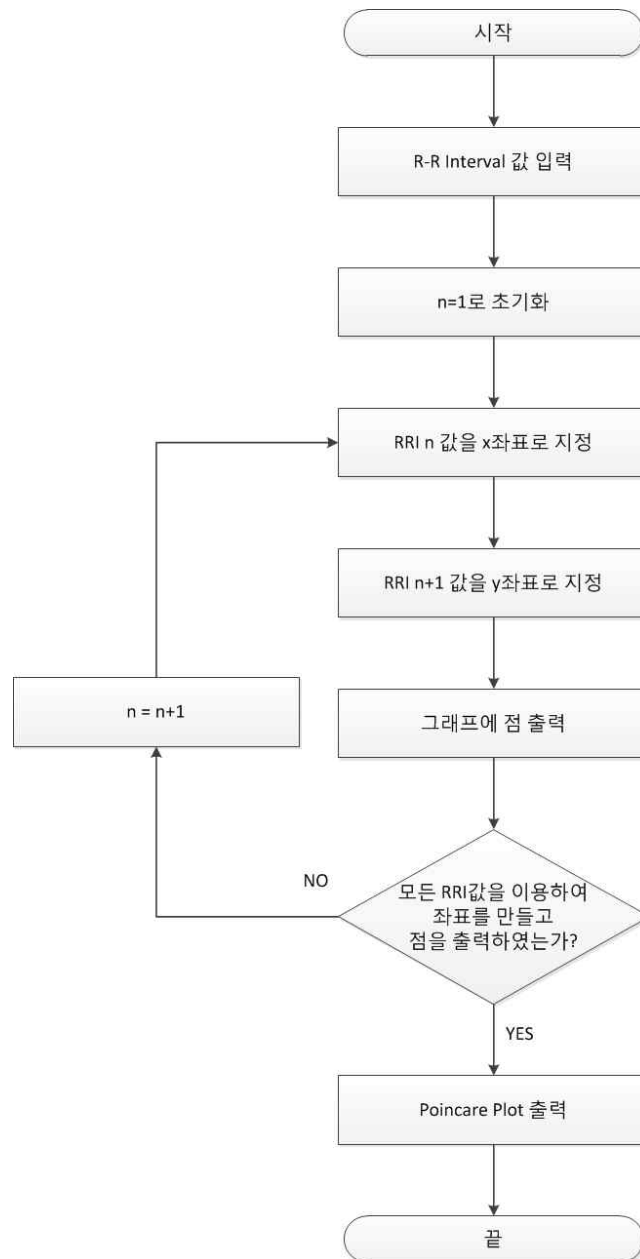 시작
R-R Interval 값 입력
n=1로 초기화
RRI n 값을 x좌표로 지정
RRI n+1 값을 y좌표로 지정
n = n+1
그래프에 점 출력
NO
모든 RRI값을 이용하여
좌표를 만들고
점을 출력하였는가?
YES
Poincare Plot 출력
끝